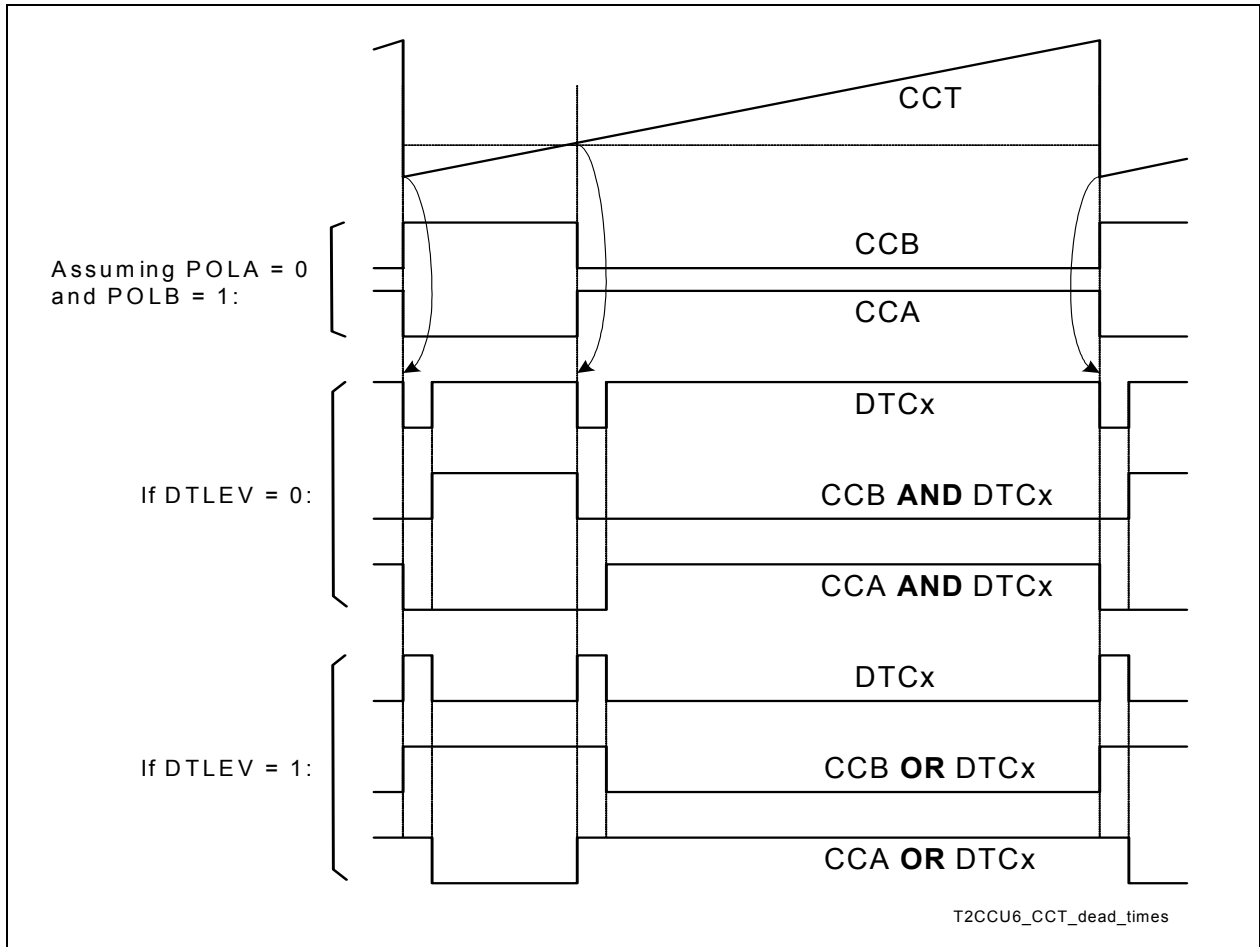 CCT
CCB
Assuming POLA = 0
and POLB = 1:
CCA
DTCx
If DTLEV = 0:
CCB AND DTCx
CCA AND DTCx
DTCx
If DTLEV = 1:
CCB OR DTCx
CCA OR DTCx
T2CCU6_CCT_dead_times